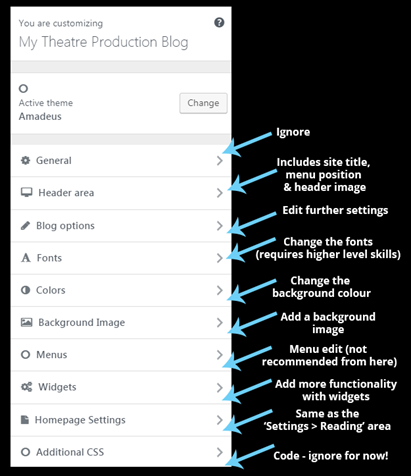 You are customizing
My Theatre Production Blog
Active theme
Amadeus
Change
Ignore
General
Includes site title,
menu position
& header image
Header area
Edit further settings
Blog options
Change the fonts
(requires higher level skills)
Fonts
Change the
background colour
Colors
Add a background
image
Background Image
Menu edit (not
recommended from here)
Menus
Add more functionality
with widgets
Widgets
Same as the
‘Settings > Reading’ area
Homepage Settings
Code - ignore for now!
Additional CSS